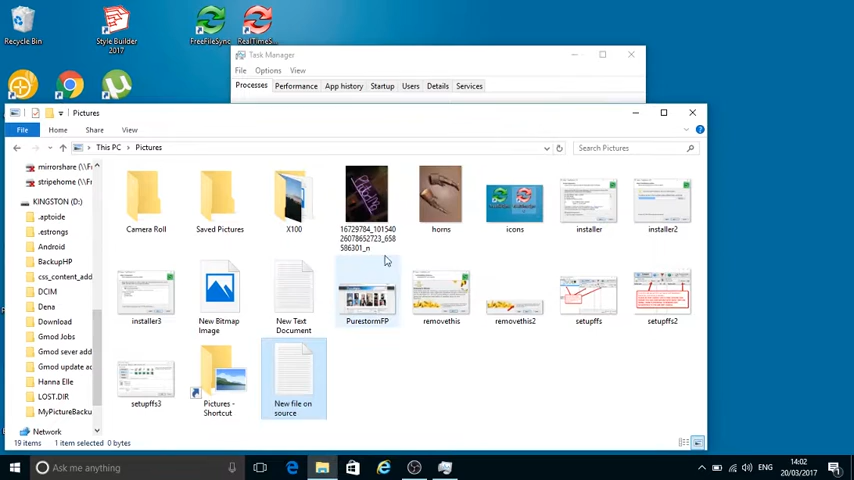 Recycle Bin
Style Builder
2017
FreeFileSync
RealTimeS...
Task Manager
File Options View
Processes Performance App history Startup Users Details Services
Pictures
File Home Share View
This PC Pictures
Search Pictures
mirrorshare (\\F
stripehome (\\F
KINGSTON (D:)
.aptoide
.estrongs
Android
BackupHP
css_content_add
DCIM
Dena
Download
Gmod Jobs
Gmod sever add
Gmod update ac
Hanna Elle
LOST.DIR
MyPictureBacku
Network
Camera Roll
Saved Pictures
X100
16729784_101540
26078652723_658
586301_n
horns
icons
installer
installer2
installer3
New Bitmap
Image
New Text
Document
PurestormFP
removethis
removethis2
setupffs
setupffs2
setupffs3
Pictures -
Shortcut
New file on
source
19 items 1 item selected 0 bytes
Ask me anything
ENG
14:02
20/03/2017